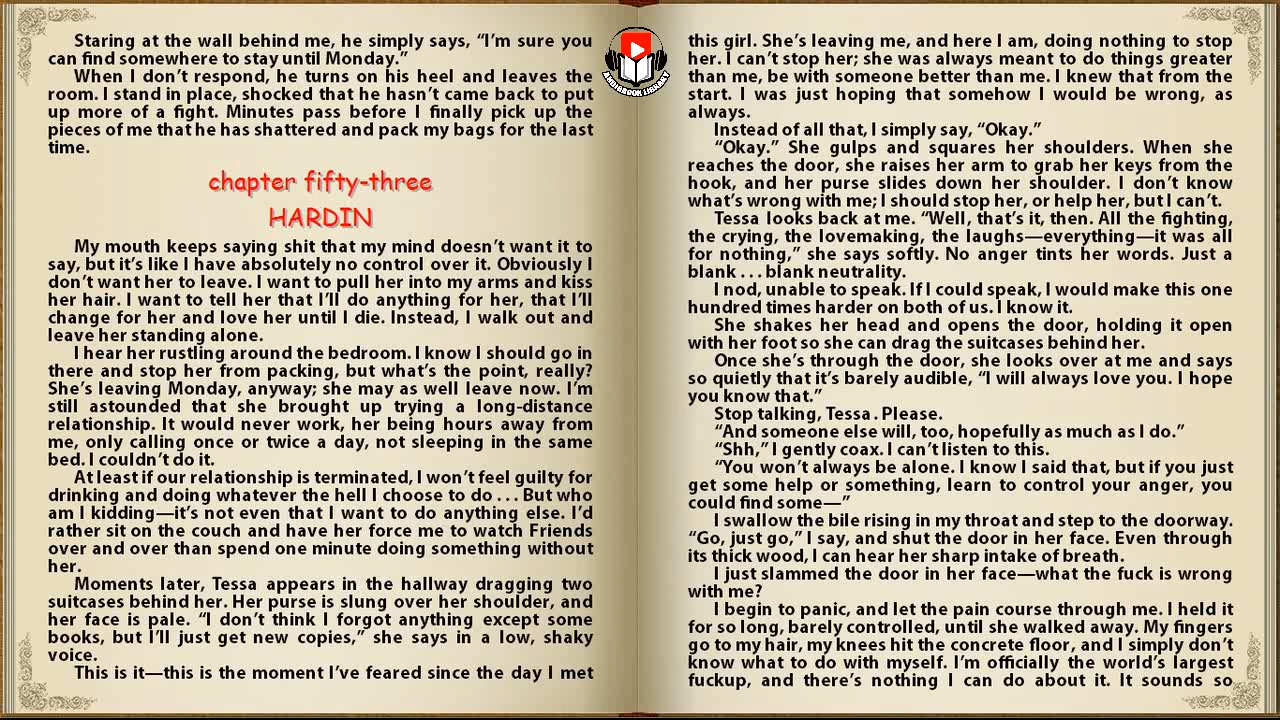 Staring at the wall behind me, he simply says, “I’m sure you
can find somewhere to stay until Monday.”
When I don’t respond, he turns on his heel and leaves the
room. I stand in place, shocked that he hasn’t came back to put
up more of a fight. Minutes pass before I finally pick up the
pieces of me that he has shattered and pack my bags for the last
time.
chapter fifty-three
HARDIN
My mouth keeps saying shit that my mind doesn’t want it to
say, but it’s like I have absolutely no control over it. Obviously I
don’t want her to leave. I want to pull her into my arms and kiss
her hair. I want to tell her that I’ll do anything for her, that I’ll
change for her and love her until I die. Instead, I walk out and
leave her standing alone.
I hear her rustling around the bedroom. I know I should go in
there and stop her from packing, but what’s the point, really?
She’s leaving Monday, anyway; she may as well leave now. I’m
still astounded that she brought up trying a long-distance
relationship. It would never work, her being hours away from
me, only calling once or twice a day, not sleeping in the same
bed. I couldn’t do it.
At least if our relationship is terminated, I won’t feel guilty for
drinking and doing whatever the hell I choose to do . . . But who
am I kidding—it’s not even that I want to do anything else. I’d
rather sit on the couch and have her force me to watch Friends
over and over than spend one minute doing something without
her.
Moments later, Tessa appears in the hallway dragging two
suitcases behind her. Her purse is slung over her shoulder, and
her face is pale. “I don’t think I forgot anything except some
books, but I’ll just get new copies,” she says in a low, shaky
voice.
This is it—this is the moment I’ve feared since the day I met
this girl. She’s leaving me, and here I am, doing nothing to stop
her. I can’t stop her; she was always meant to do things greater
than me, be with someone better than me. I knew that from the
start. I was just hoping that somehow I would be wrong, as
always.
Instead of all that, I simply say, “Okay.”
“Okay.” She gulps and squares her shoulders. When she
reaches the door, she raises her arm to grab her keys from the
hook, and her purse slides down her shoulder. I don’t know
what’s wrong with me; I should stop her, or help her, but I can’t.
Tessa looks back at me. “Well, that’s it, then. All the fighting,
the crying, the lovemaking, the laughs—everything—it was all
for nothing,” she says softly. No anger tints her words. Just a
blank . . . blank neutrality.
I nod, unable to speak. If I could speak, I would make this one
hundred times harder on both of us. I know it.
She shakes her head and opens the door, holding it open
with her foot so she can drag the suitcases behind her.
Once she’s through the door, she looks over at me and says
so quietly that it’s barely audible, “I will always love you. I hope
you know that.”
Stop talking, Tessa . Please.
“And someone else will, too, hopefully as much as I do.”
“Shh,” I gently coax. I can’t listen to this.
“You won’t always be alone. I know I said that, but if you just
get some help or something, learn to control your anger, you
could find some—”
I swallow the bile rising in my throat and step to the doorway.
“Go, just go,” I say, and shut the door in her face. Even through
its thick wood, I can hear her sharp intake of breath.
I just slammed the door in her face—what the fuck is wrong
with me?
I begin to panic, and let the pain course through me. I held it
for so long, barely controlled, until she walked away. My fingers
go to my hair, my knees hit the concrete floor, and I simply don’t
know what to do with myself. I’m officially the world’s largest
fuckup, and there’s nothing I can do about it. It sounds so